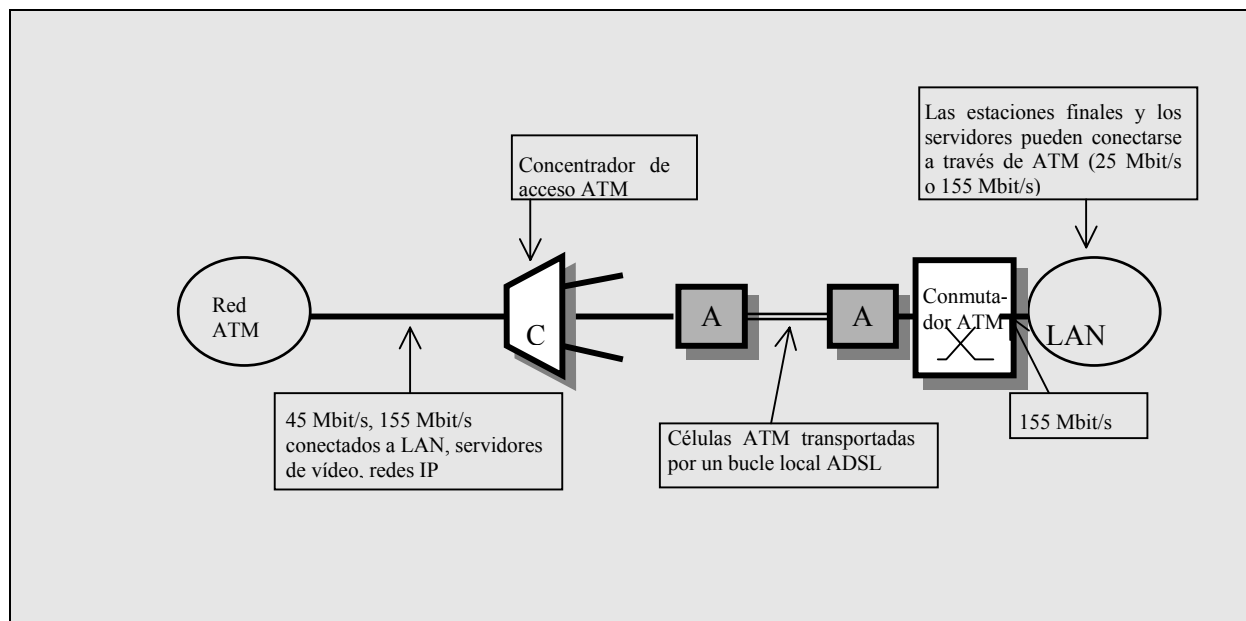 Las estaciones finales y los
servidores pueden conectarse
a través de ATM (25 Mbit/s
o 155 Mbit/s)
Concentrador de
acceso ATM
Red
ATM
C
A
A
Conmuta-
dor ATM
LAN
45 Mbit/s, 155 Mbit/s
conectados a LAN, servidores
de vídeo, redes IP
Células ATM transportadas
por un bucle local ADSL
155 Mbit/s